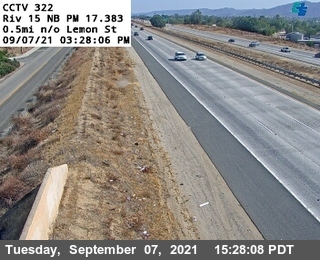 CCTV 322
Riv 15 NB PM 17.383
0.5mi n/o Lemon St
09/07/21 03:28:06 PM
Tuesday, September 07, 2021 15:28:08 PDT